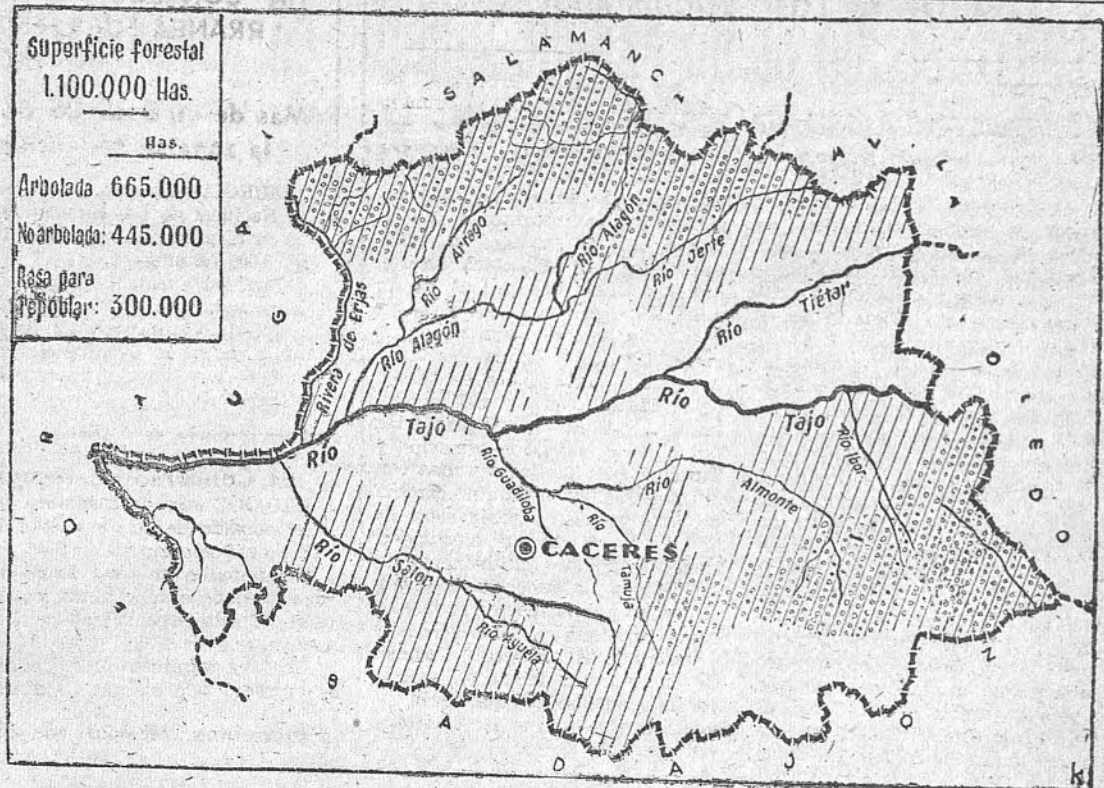 RRANEA
Superficie forestal
1.100.000 Has.
Has.
Arbolada 665.000
No arbolada: 445.000
Rasa para
repoblar: 300.000
SALAMANCA
AVILA
TOLEDO
BADAJOZ
PORTUGAL
Rivera de Erjas
Río Arrago
Río Alagón
Río Alagón
Río Jerte
Río Tiétar
Río Tajo
Río Tajo
Río Ibor
Río Guadiloba
Río Almonte
Río Tamuja
CACERES
Río Salor
Río Ayuela